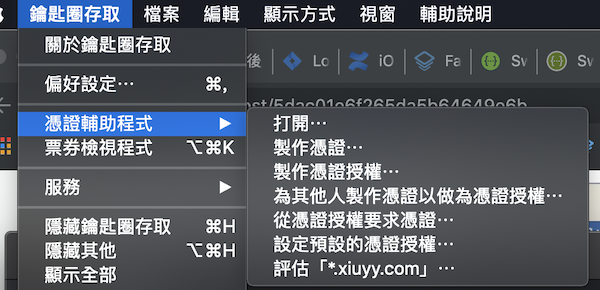 鑰匙圈存取 檔案 編輯 顯示方式 視窗 輔助說明
關於鑰匙圈存取
後 Lo iO Fa Sv Sv
偏好設定⋯ ⌘,
憑證輔助程式 ▶
票券檢視程式 ⌥⌘K
服務 ▶
隱藏鑰匙圈存取 ⌘H
隱藏其他 ⌥⌘H
顯示全部
打開⋯
製作憑證⋯
製作憑證授權⋯
為其他人製作憑證以做為憑證授權⋯
從憑證授權要求憑證⋯
設定預設的憑證授權⋯
評估「*.xiuyy.com」⋯